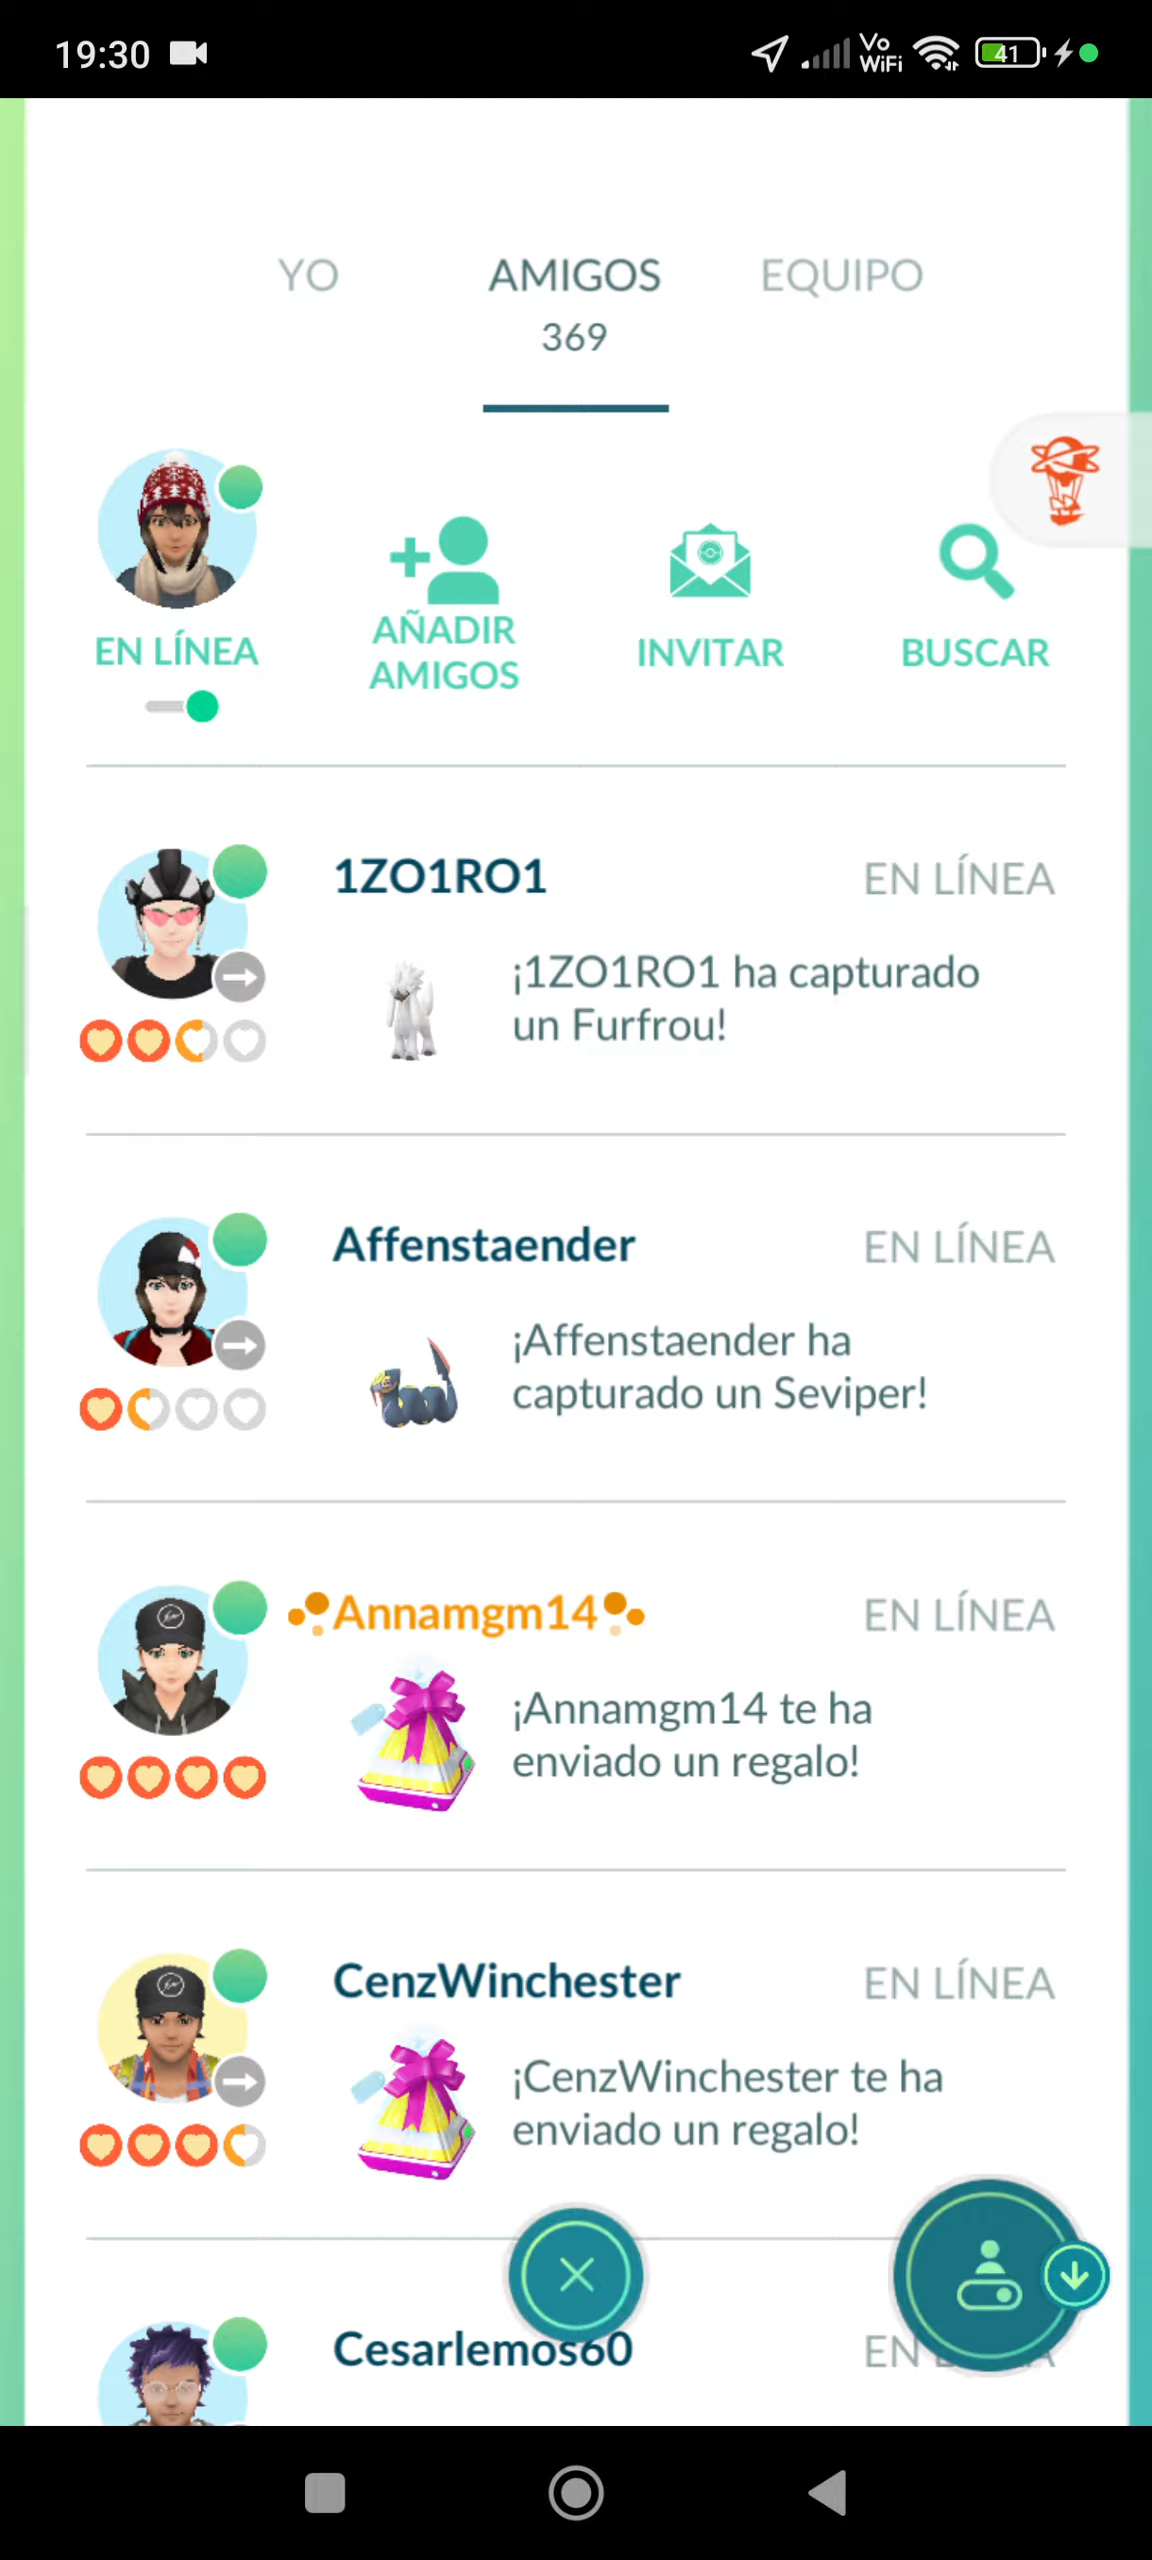 19:30
Vo
WiFi
41
YO
AMIGOS
EQUIPO
369
EN LÍNEA
AÑADIR
AMIGOS
INVITAR
BUSCAR
1ZO1RO1
EN LÍNEA
¡1ZO1RO1 ha capturado
un Furfrou!
Affenstaender
EN LÍNEA
¡Affenstaender ha
capturado un Seviper!
Annamgm14
EN LÍNEA
¡Annamgm14 te ha
enviado un regalo!
CenzWinchester
EN LÍNEA
¡CenzWinchester te ha
enviado un regalo!
Cesarlemos60
EN LÍNEA